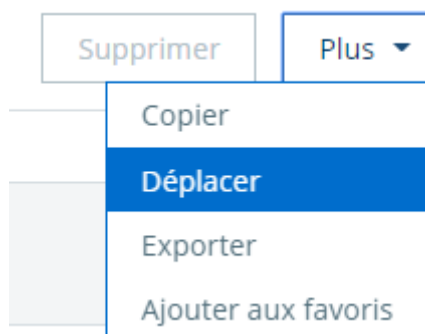 Supprimer
Plus
Copier
Déplacer
Exporter
Ajouter aux favoris